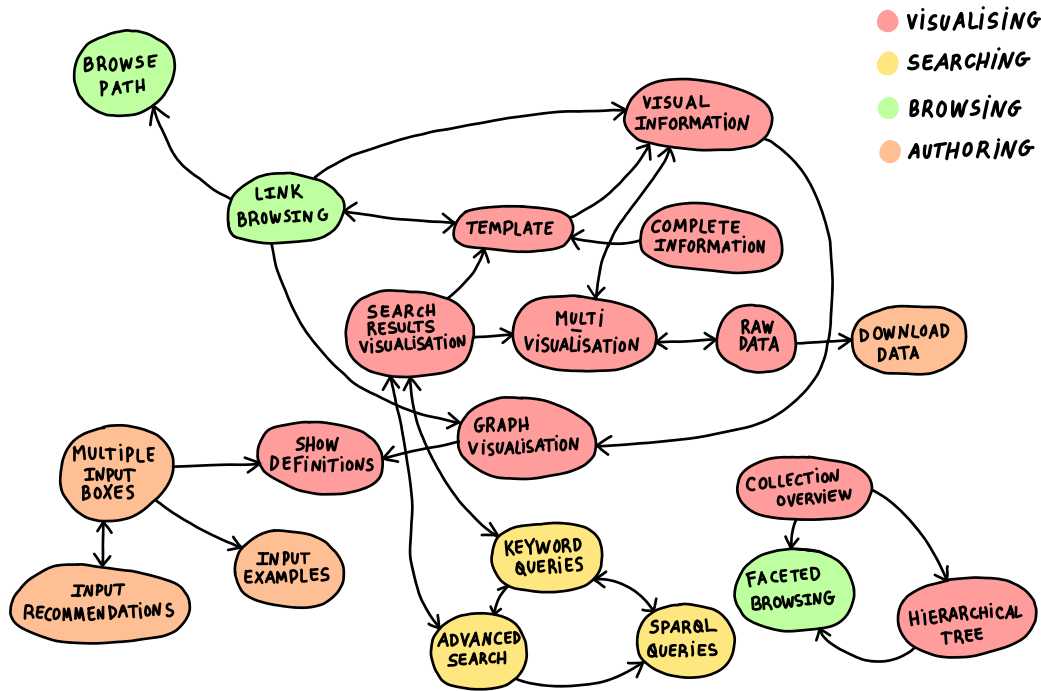 VISUALISING
SEARCHING
BROWSING
AUTHORING
BROWSE
PATH
VISUAL
INFORMATION
LINK
BROWSING
TEMPLATE
COMPLETE
INFORMATION
SEARCH
RESULTS
VISUALISATION
MULTI
-
VISUALISATION
RAW
DATA
DOWNLOAD
DATA
GRAPH
VISUALISATION
SHOW
DEFINITIONS
MULTIPLE
INPUT
BOXES
COLLECTION
OVERVIEW
KEYWORD
QUERIES
INPUT
EXAMPLES
INPUT
RECOMMENDATIONS
FACETED
BROWSING
HIERARCHICAL
TREE
ADVANCED
SEARCH
SPARQL
QUERIES